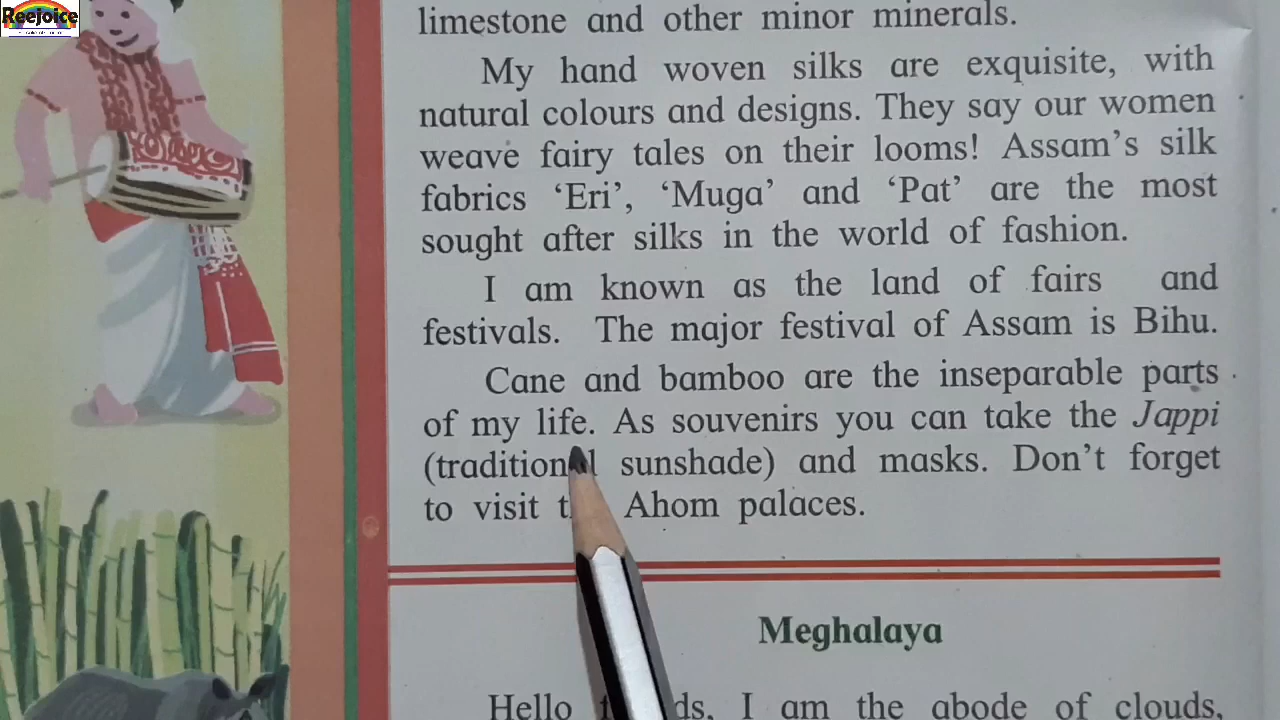 Reejoice
limestone and other minor minerals.
My hand woven silks are exquisite, with
natural colours and designs. They say our women
weave fairy tales on their looms! Assam's silk
fabrics 'Eri', 'Muga' and 'Pat' are the most
sought after silks in the world of fashion.
I am known as the land of fairs and
festivals. The major festival of Assam is Bihu.
Cane and bamboo are the inseparable parts
of my life. As souvenirs you can take the Jappi
(traditional sunshade) and masks. Don't forget
to visit Ahom palaces.
Meghalaya
Hello I am the abode of clouds,